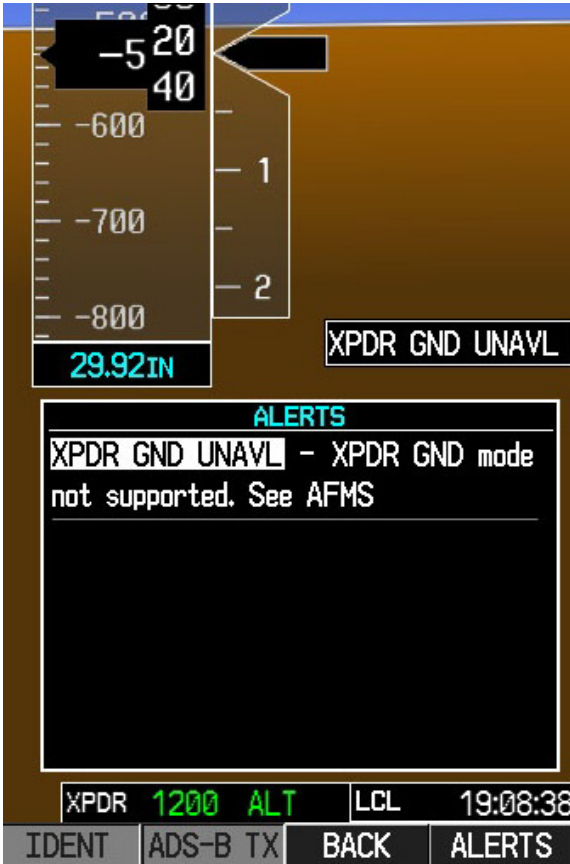 20
-5
40
-600
1
-700
2
-800
29.92IN
XPDR GND UNAVL
ALERTS
XPDR GND UNAVL - XPDR GND mode
not supported. See AFMS
XPDR 1200 ALT LCL 19:08:38
IDENT ADS-B TX BACK ALERTS